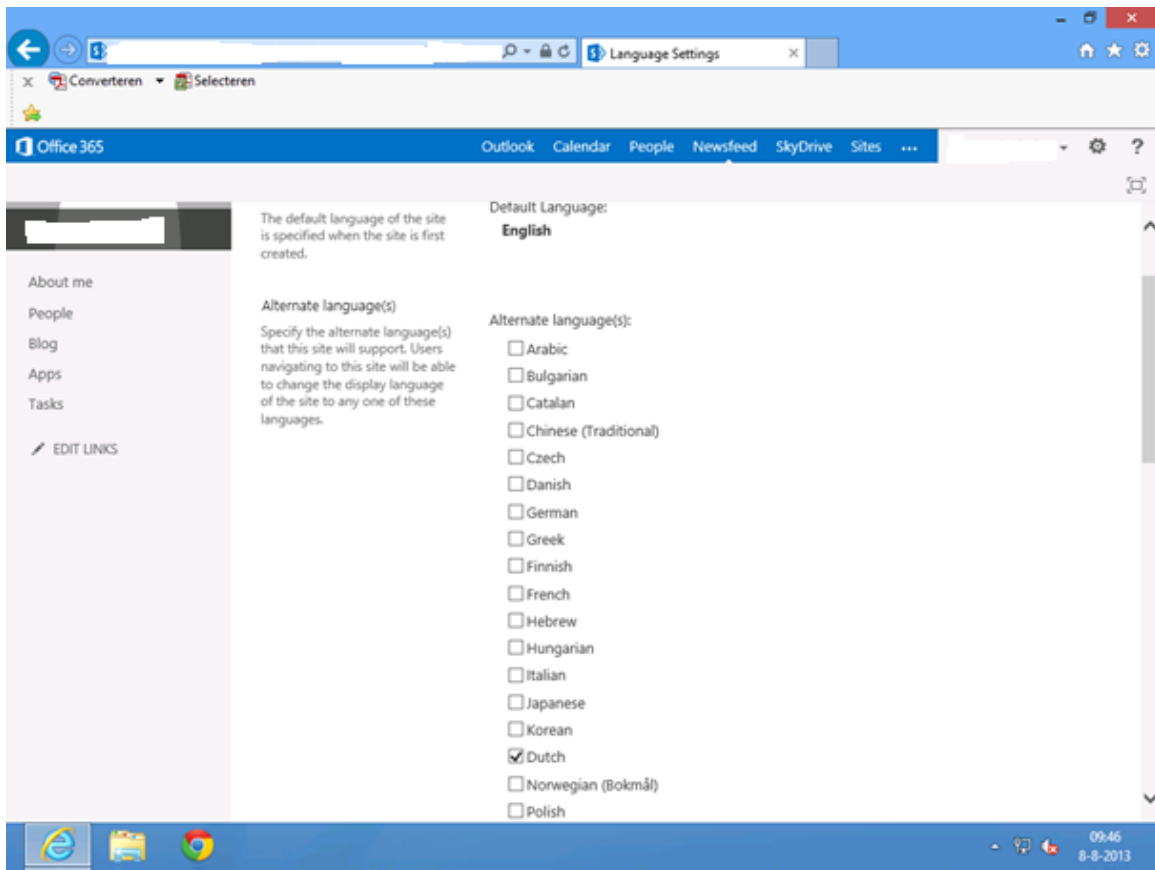 Language Settings
Converteren
Selecteren
Office 365
Outlook Calendar People Newsfeed SkyDrive Sites ...
?
About me
People
Blog
Apps
Tasks
EDIT LINKS
The default language of the site
is specified when the site is first
created.
Default Language:
English
Alternate language(s)
Specify the alternate language(s)
that this site will support. Users
navigating to this site will be able
to change the display language
of the site to any one of these
languages.
Alternate language(s):
Arabic
Bulgarian
Catalan
Chinese (Traditional)
Czech
Danish
German
Greek
Finnish
French
Hebrew
Hungarian
Italian
Japanese
Korean
Dutch
Norwegian (Bokmål)
Polish
09:46
8-8-2013